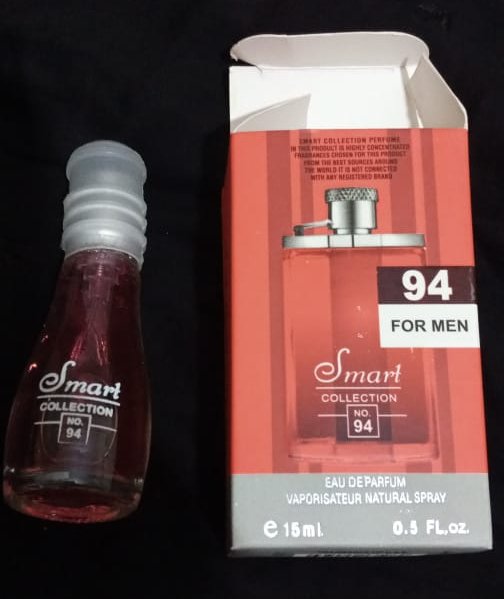 Smart
COLLECTION
NO.
94
SMART COLLECTION PERFUME
IN THIS PRODUCT IS HIGHLY CONCENTRATED
FRAGRANCES CHOSEN FOR THIS PRODUCT
FROM THE BEST SOURCES AROUND
THE WORLD IT IS NOT CONNECTED
WITH ANY REGISTERED BRAND
94
FOR MEN
Smart
COLLECTION
NO.
94
EAU DE PARFUM
VAPORISATEUR NATURAL SPRAY
e 15ml. 0.5 FL.oz.